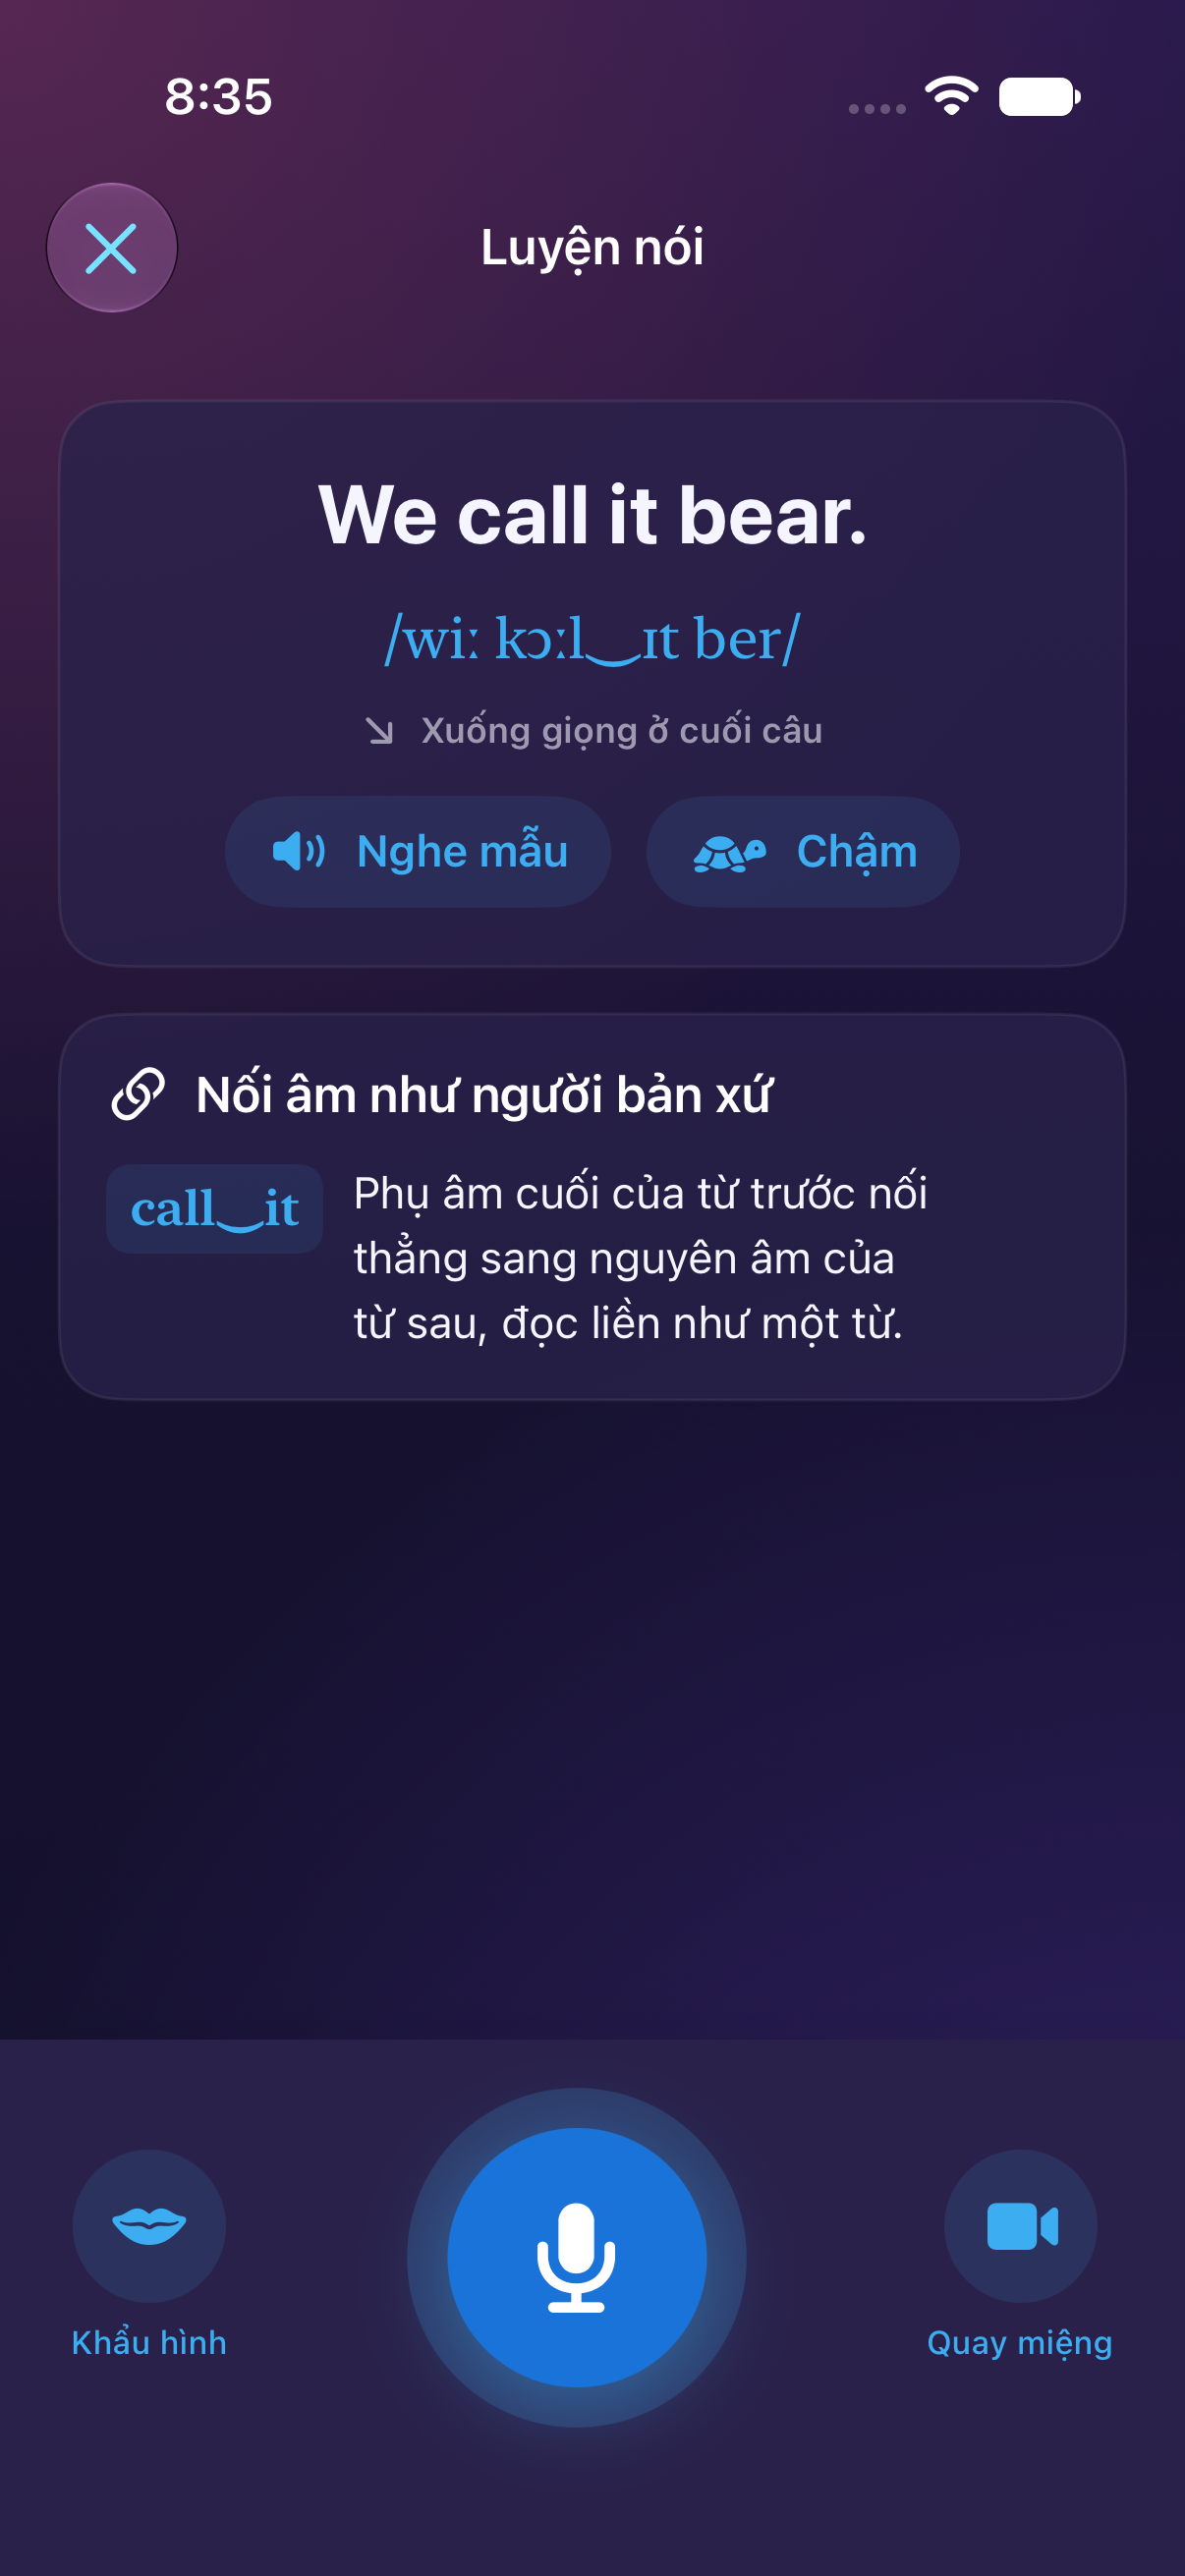 8:35
Luyện nói
We call it bear.
/wiː kɔːl‿ɪt ber/
Xuống giọng ở cuối câu
Nghe mẫu
Chậm
Nối âm như người bản xứ
call‿it
Phụ âm cuối của từ trước nối
thẳng sang nguyên âm của
từ sau, đọc liền như một từ.
Khẩu hình
Quay miệng